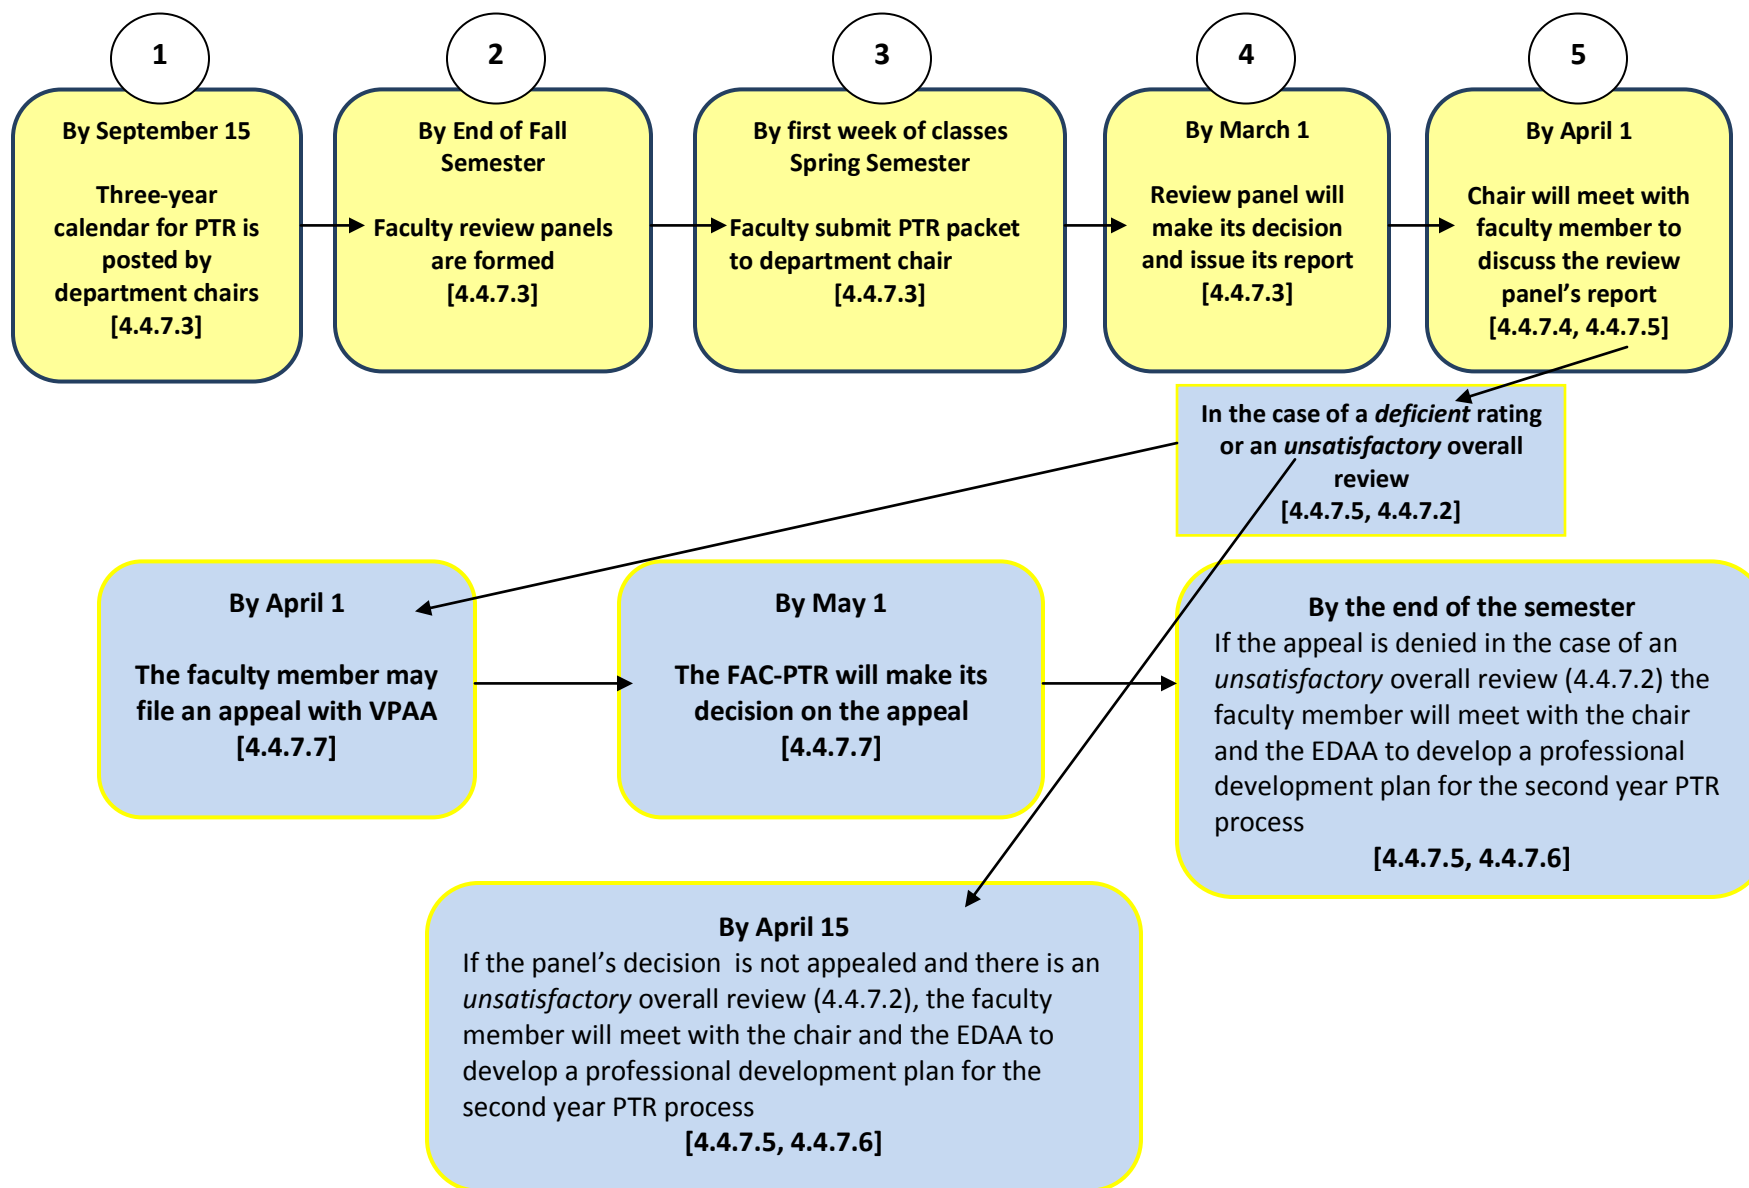 1
By September 15
Three-year
calendar for PTR is
posted by
department chairs
[4.4.7.3]
2
By End of Fall
Semester
Faculty review panels
are formed
[4.4.7.3]
3
By first week of classes
Spring Semester
Faculty submit PTR packet
to department chair
[4.4.7.3]
4
By March 1
Review panel will
make its decision
and issue its report
[4.4.7.3]
5
By April 1
Chair will meet with
faculty member to
discuss the review
panel’s report
[4.4.7.4, 4.4.7.5]
In the case of a deficient rating
or an unsatisfactory overall
review
[4.4.7.5, 4.4.7.2]
By April 1
The faculty member may
file an appeal with VPAA
[4.4.7.7]
By May 1
The FAC-PTR will make its
decision on the appeal
[4.4.7.7]
By the end of the semester
If the appeal is denied in the case of an
unsatisfactory overall review (4.4.7.2) the
faculty member will meet with the chair
and the EDAA to develop a professional
development plan for the second year PTR
process
[4.4.7.5, 4.4.7.6]
By April 15
If the panel’s decision  is not appealed and there is an
unsatisfactory overall review (4.4.7.2), the faculty
member will meet with the chair and the EDAA to
develop a professional development plan for the
second year PTR process
[4.4.7.5, 4.4.7.6]